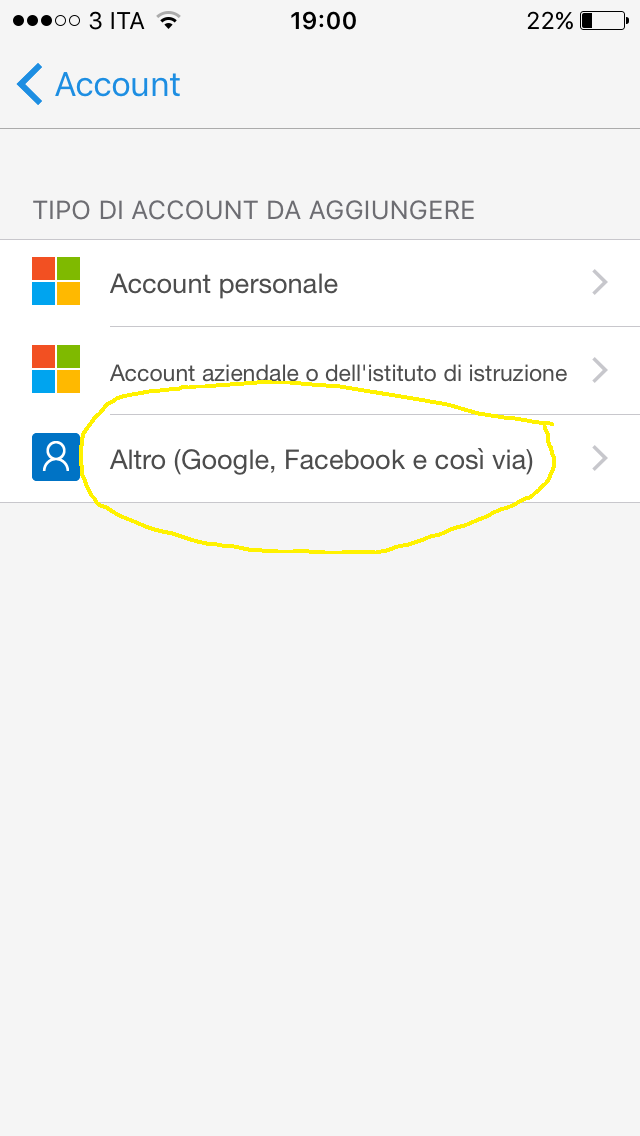 3 ITA 19:00 22%
Account
TIPO DI ACCOUNT DA AGGIUNGERE
Account personale
Account aziendale o dell'istituto di istruzione
Altro (Google, Facebook e così via)